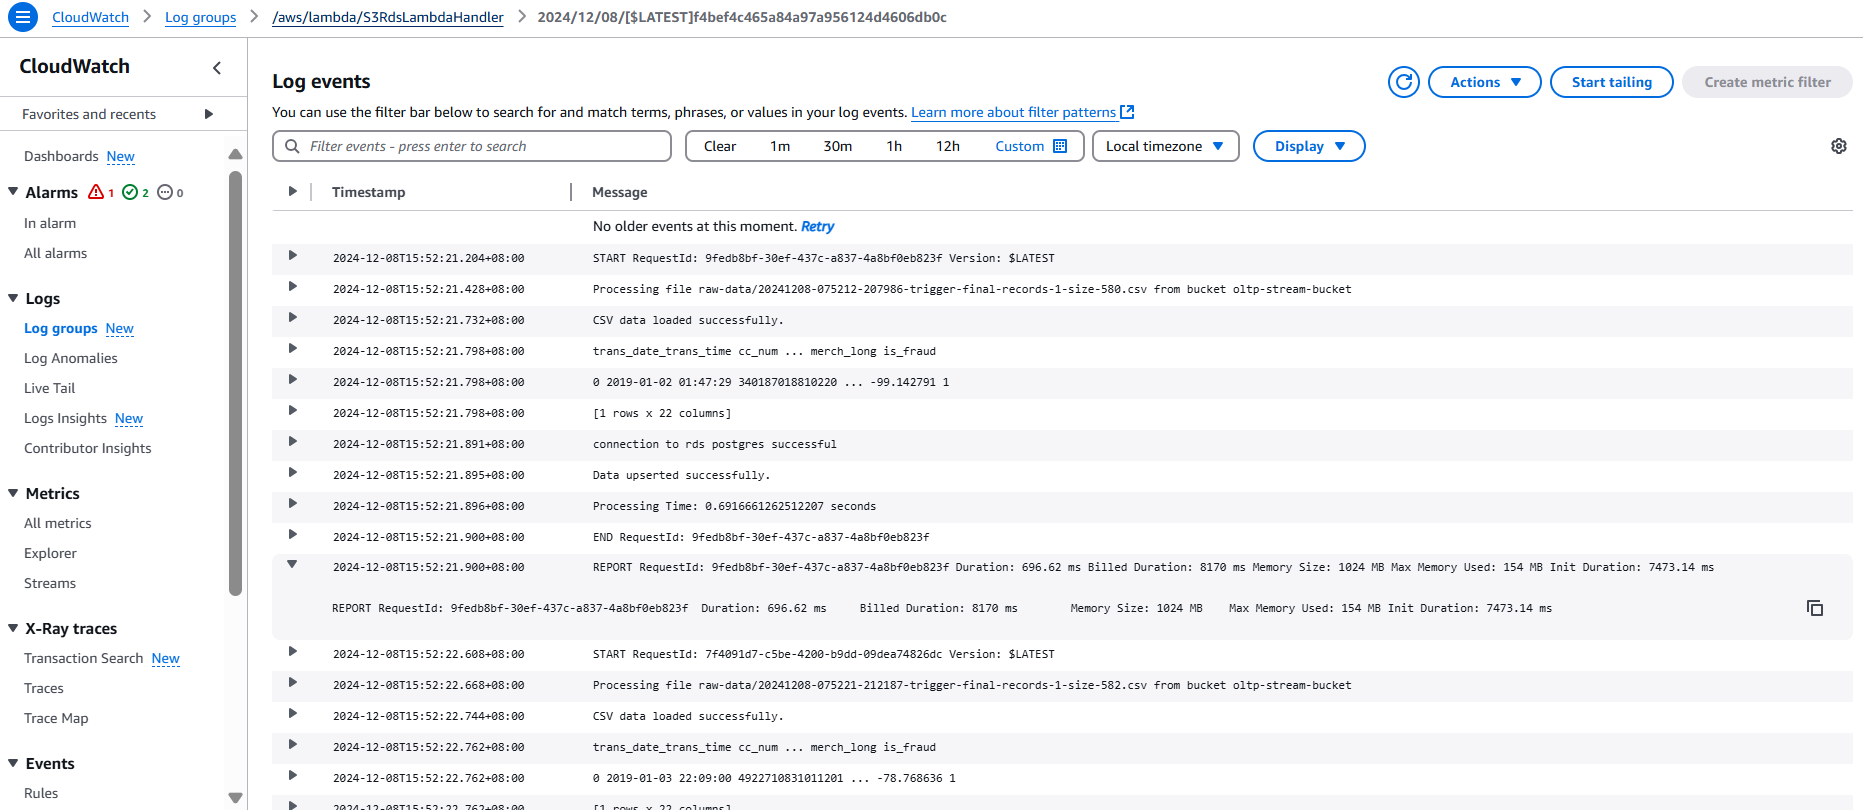 CloudWatch Log groups /aws/lambda/S3RdsLambdaHandler 2024/12/08/[$LATEST]f4bef4c465a84a97a956124d4606db0c
CloudWatch
Favorites and recents
Dashboards New
Alarms 1 2 0
In alarm
All alarms
Logs
Log groups New
Log Anomalies
Live Tail
Logs Insights New
Contributor Insights
Metrics
All metrics
Explorer
Streams
X-Ray traces
Transaction Search New
Traces
Trace Map
Events
Rules
Log events
Actions Start tailing Create metric filter
You can use the filter bar below to search for and match terms, phrases, or values in your log events. Learn more about filter patterns
Filter events - press enter to search Clear 1m 30m 1h 12h Custom Local timezone Display
Timestamp Message
No older events at this moment. Retry
2024-12-08T15:52:21.204+08:00 START RequestId: 9fedb8bf-30ef-437c-a837-4a8bf0eb823f Version: $LATEST
2024-12-08T15:52:21.428+08:00 Processing file raw-data/20241208-075212-207986-trigger-final-records-1-size-580.csv from bucket oltp-stream-bucket
2024-12-08T15:52:21.732+08:00 CSV data loaded successfully.
2024-12-08T15:52:21.798+08:00 trans_date_trans_time cc_num ... merch_long is_fraud
2024-12-08T15:52:21.798+08:00 0 2019-01-02 01:47:29 340187018810220 ... -99.142791 1
2024-12-08T15:52:21.798+08:00 [1 rows x 22 columns]
2024-12-08T15:52:21.891+08:00 connection to rds postgres successful
2024-12-08T15:52:21.895+08:00 Data upserted successfully.
2024-12-08T15:52:21.896+08:00 Processing Time: 0.6916661262512207 seconds
2024-12-08T15:52:21.900+08:00 END RequestId: 9fedb8bf-30ef-437c-a837-4a8bf0eb823f
2024-12-08T15:52:21.900+08:00 REPORT RequestId: 9fedb8bf-30ef-437c-a837-4a8bf0eb823f Duration: 696.62 ms Billed Duration: 8170 ms Memory Size: 1024 MB Max Memory Used: 154 MB Init Duration: 7473.14 ms
REPORT RequestId: 9fedb8bf-30ef-437c-a837-4a8bf0eb823f Duration: 696.62 ms Billed Duration: 8170 ms Memory Size: 1024 MB Max Memory Used: 154 MB Init Duration: 7473.14 ms
2024-12-08T15:52:22.608+08:00 START RequestId: 7f4091d7-c5be-4200-b9dd-09dea74826dc Version: $LATEST
2024-12-08T15:52:22.668+08:00 Processing file raw-data/20241208-075221-212187-trigger-final-records-1-size-582.csv from bucket oltp-stream-bucket
2024-12-08T15:52:22.744+08:00 CSV data loaded successfully.
2024-12-08T15:52:22.762+08:00 trans_date_trans_time cc_num ... merch_long is_fraud
2024-12-08T15:52:22.762+08:00 0 2019-01-03 22:09:00 4922710831011201 ... -78.768636 1
2024-12-08T15:52:22.762+08:00 [1 rows x 22 columns]